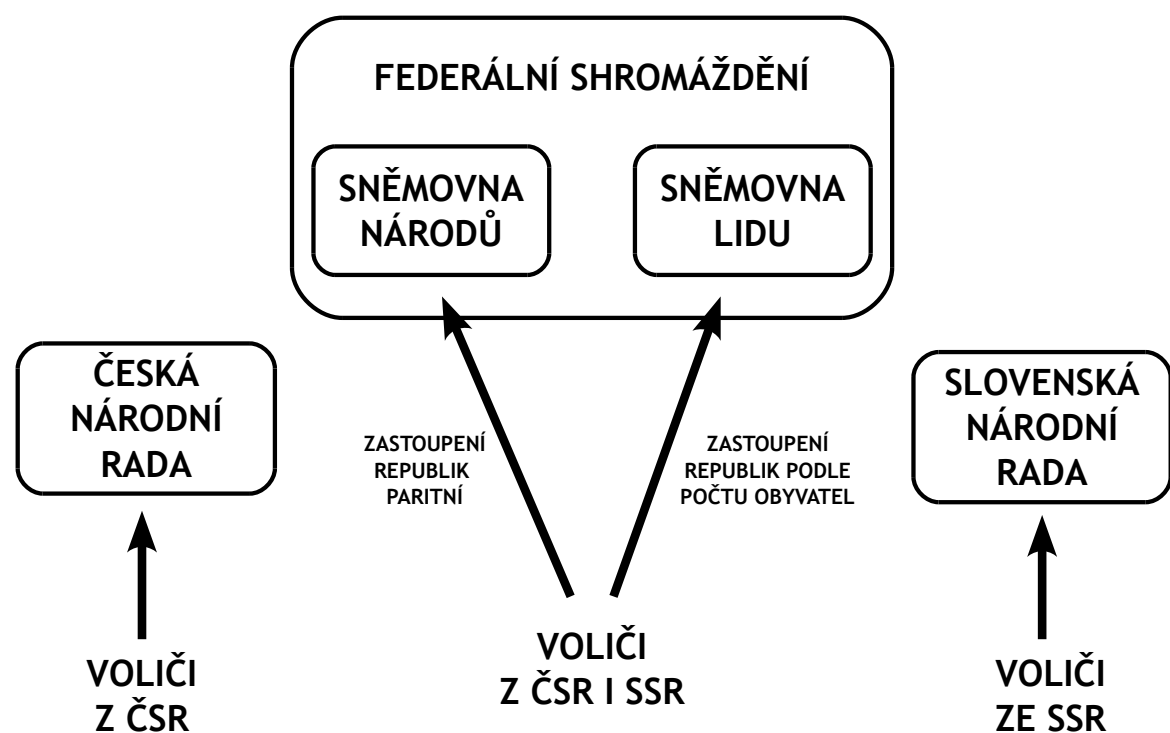 FEDERÁLNÍ SHROMÁŽDĚNÍ
SNĚMOVNA
NÁRODŮ
SNĚMOVNA
LIDU
ČESKÁ
NÁRODNÍ
RADA
SLOVENSKÁ
NÁRODNÍ
RADA
ZASTOUPENÍ
REPUBLIK
PARITNÍ
ZASTOUPENÍ
REPUBLIK PODLE
POČTU OBYVATEL
VOLIČI
Z ČSR
VOLIČI
Z ČSR I SSR
VOLIČI
ZE SSR